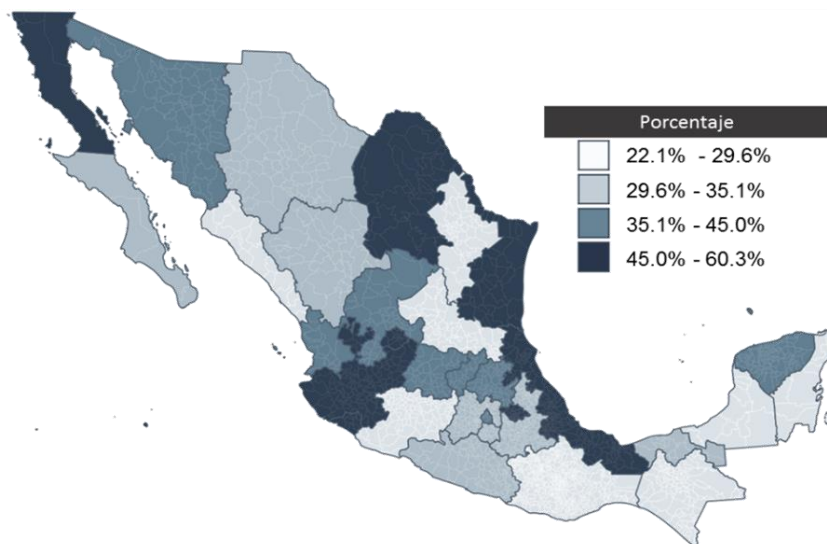 Porcentaje
22.1% - 29.6%
29.6% - 35.1%
35.1% - 45.0%
45.0% - 60.3%